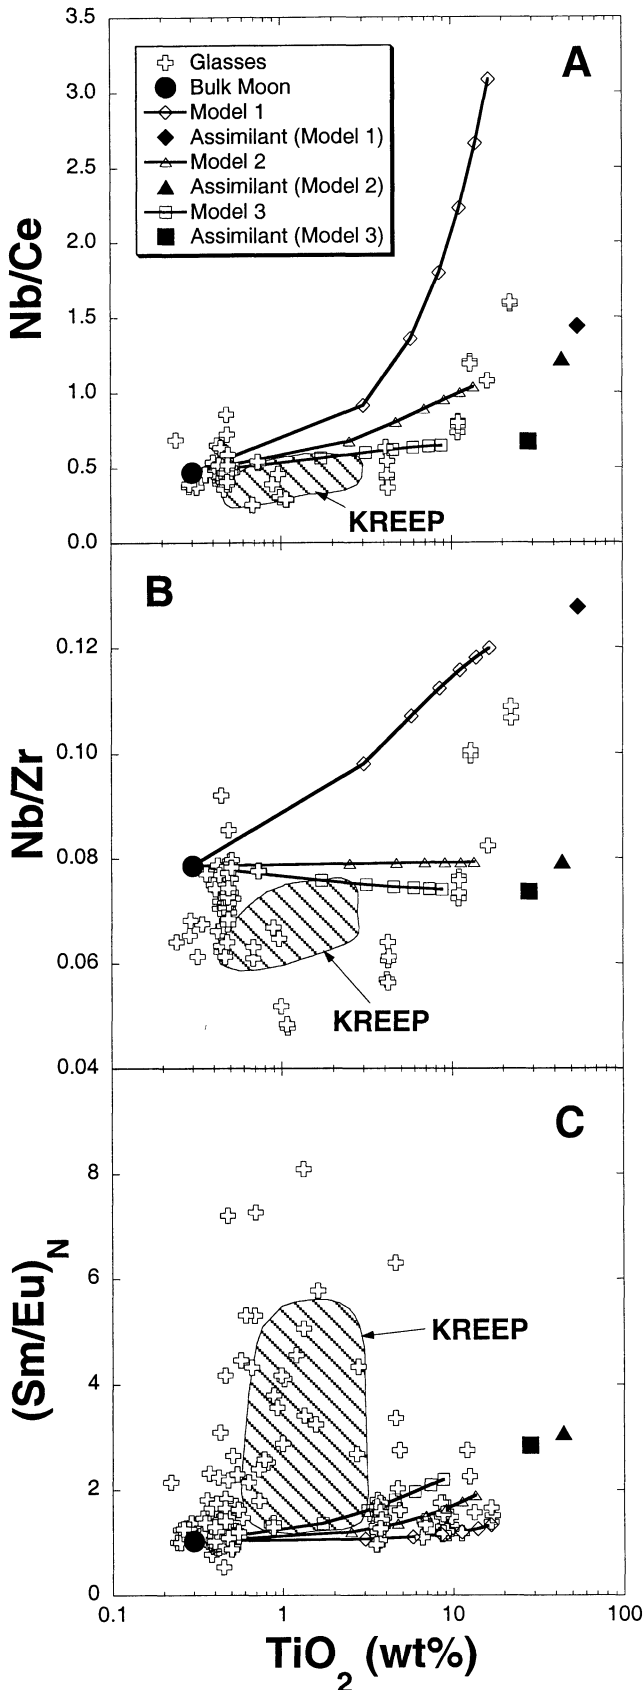 3.5
A
Glasses
Bulk Moon
Model 1
Assimilant (Model 1)
Model 2
Assimilant (Model 2)
Model 3
Assimilant (Model 3)
3.0
2.5
2.0
1.5
1.0
0.5
0.0
Nb/Ce
KREEP
B
0.12
0.10
0.08
0.06
0.04
Nb/Zr
KREEP
C
8
6
4
2
0
(Sm/Eu)N
KREEP
0.1 1 10 100
TiO2 (wt%)